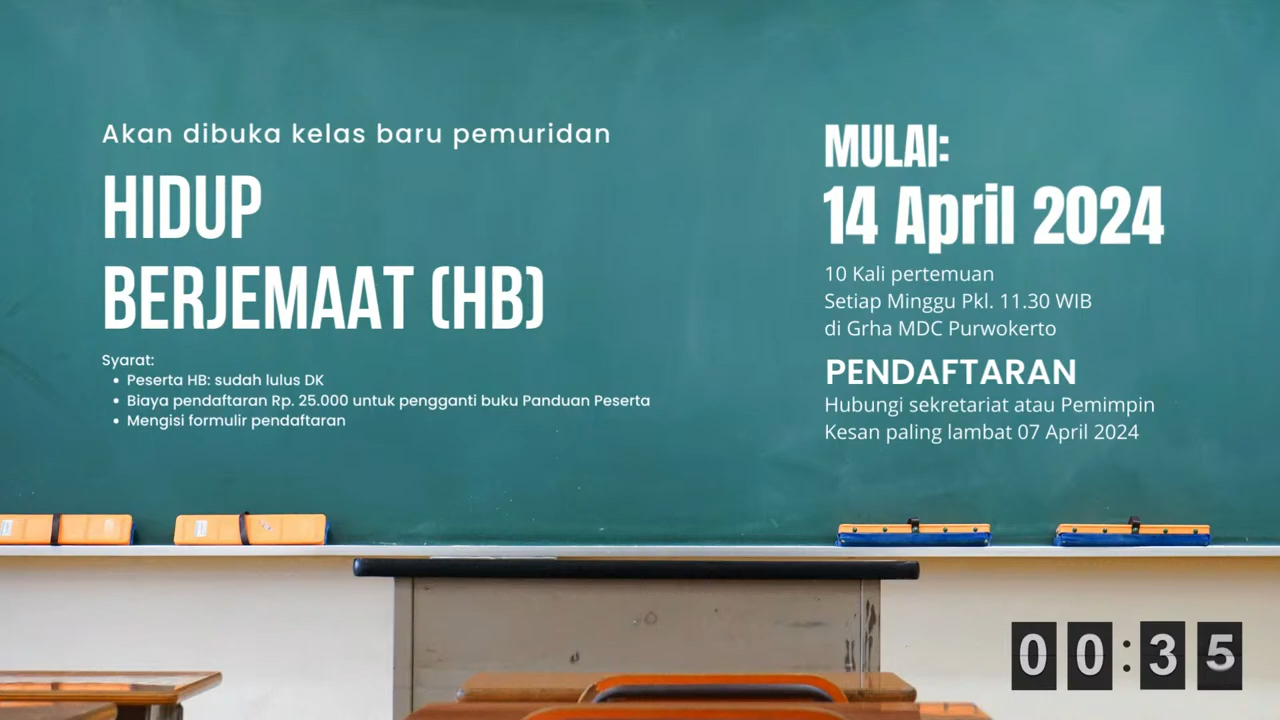 Akan dibuka kelas baru pemuridan
HIDUP
BERJEMAAT (HB)
Syarat:
• Peserta HB: sudah lulus DK
• Biaya pendaftaran Rp. 25.000 untuk pengganti buku Panduan Peserta
• Mengisi formulir pendaftaran
MULAI:
14 April 2024
10 Kali pertemuan
Setiap Minggu Pkl. 11.30 WIB
di Grha MDC Purwokerto
PENDAFTARAN
Hubungi sekretariat atau Pemimpin
Kesan paling lambat 07 April 2024
00:35